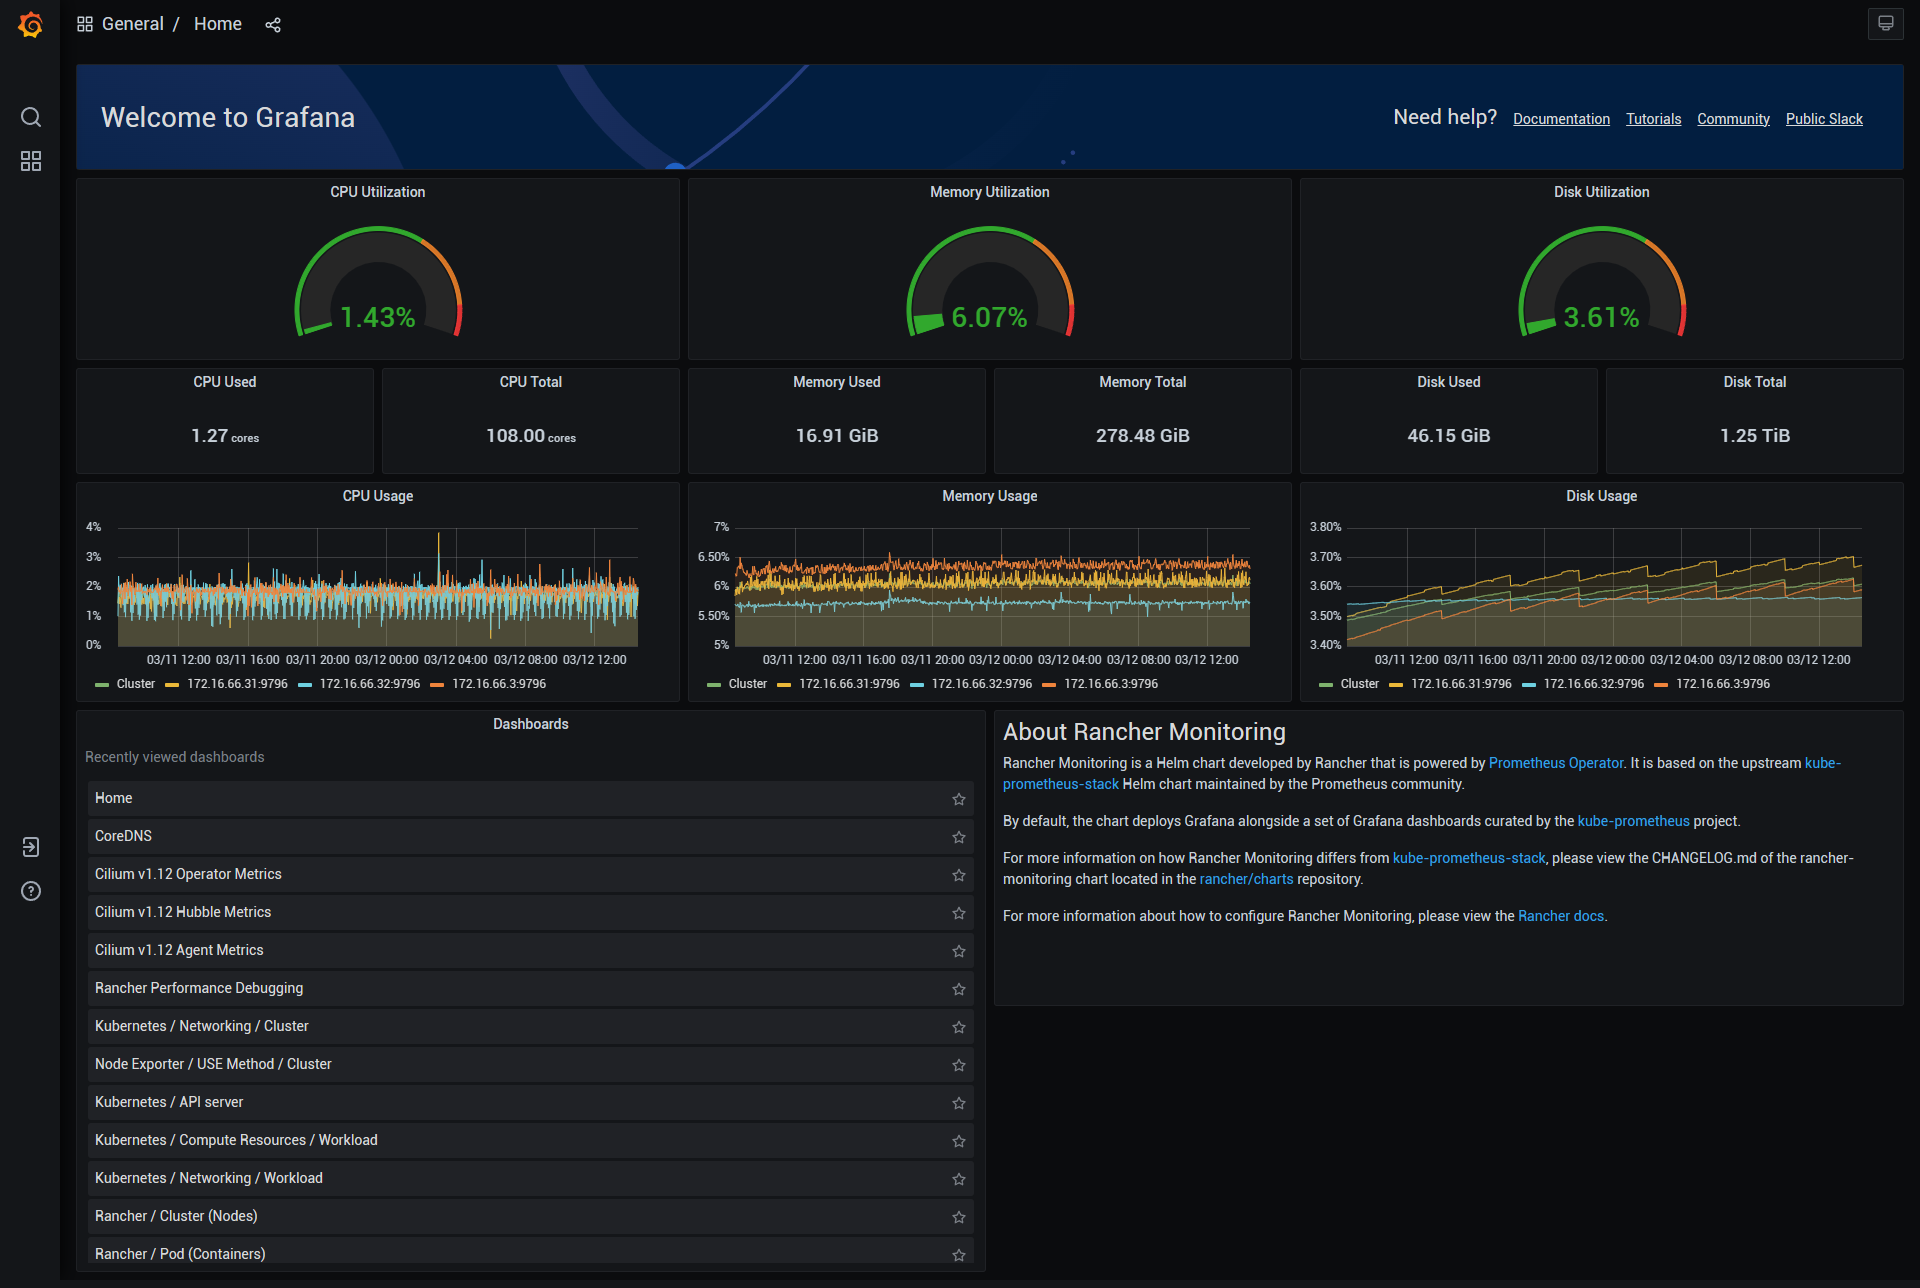 General / Home
Welcome to Grafana
Need help? Documentation Tutorials Community Public Slack
CPU Utilization
1.43%
Memory Utilization
6.07%
Disk Utilization
3.61%
CPU Used
1.27 cores
CPU Total
108.00 cores
Memory Used
16.91 GiB
Memory Total
278.48 GiB
Disk Used
46.15 GiB
Disk Total
1.25 TiB
CPU Usage
4%
3%
2%
1%
0%
03/11 12:00 03/11 16:00 03/11 20:00 03/12 00:00 03/12 04:00 03/12 08:00 03/12 12:00
Cluster 172.16.66.31:9796 172.16.66.32:9796 172.16.66.3:9796
Memory Usage
7%
6.50%
6%
5.50%
5%
03/11 12:00 03/11 16:00 03/11 20:00 03/12 00:00 03/12 04:00 03/12 08:00 03/12 12:00
Cluster 172.16.66.31:9796 172.16.66.32:9796 172.16.66.3:9796
Disk Usage
3.80%
3.70%
3.60%
3.50%
3.40%
03/11 12:00 03/11 16:00 03/11 20:00 03/12 00:00 03/12 04:00 03/12 08:00 03/12 12:00
Cluster 172.16.66.31:9796 172.16.66.32:9796 172.16.66.3:9796
Dashboards
Recently viewed dashboards
Home
CoreDNS
Cilium v1.12 Operator Metrics
Cilium v1.12 Hubble Metrics
Cilium v1.12 Agent Metrics
Rancher Performance Debugging
Kubernetes / Networking / Cluster
Node Exporter / USE Method / Cluster
Kubernetes / API server
Kubernetes / Compute Resources / Workload
Kubernetes / Networking / Workload
Rancher / Cluster (Nodes)
Rancher / Pod (Containers)
About Rancher Monitoring
Rancher Monitoring is a Helm chart developed by Rancher that is powered by Prometheus Operator. It is based on the upstream kube-
prometheus-stack Helm chart maintained by the Prometheus community.
By default, the chart deploys Grafana alongside a set of Grafana dashboards curated by the kube-prometheus project.
For more information on how Rancher Monitoring differs from kube-prometheus-stack, please view the CHANGELOG.md of the rancher-
monitoring chart located in the rancher/charts repository.
For more information about how to configure Rancher Monitoring, please view the Rancher docs.